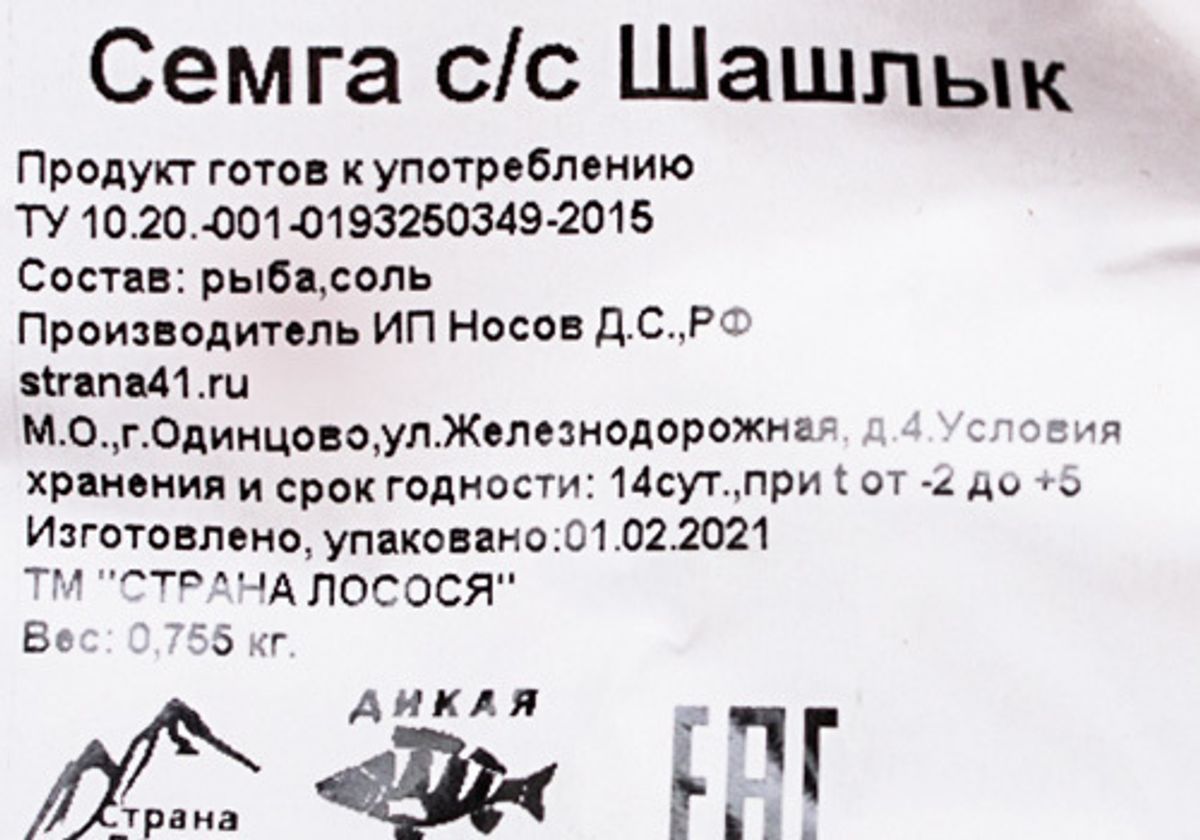 Семга с/с Шашлык
Продукт готов к употреблению
ТУ 10.20.-001-0193250349-2015
Состав: рыба,соль
Производитель ИП Носов Д.С.,РФ
strana41.ru
М.О.,г.Одинцово,ул.Железнодорожная, д.4.Условия
хранения и срок годности: 14сут.,при t от -2 до +5
Изготовлено, упаковано:01.02.2021
ТМ "СТРАНА ЛОСОСЯ"
Вес: 0,755 кг.
ДИКАЯ
Страна
EAC